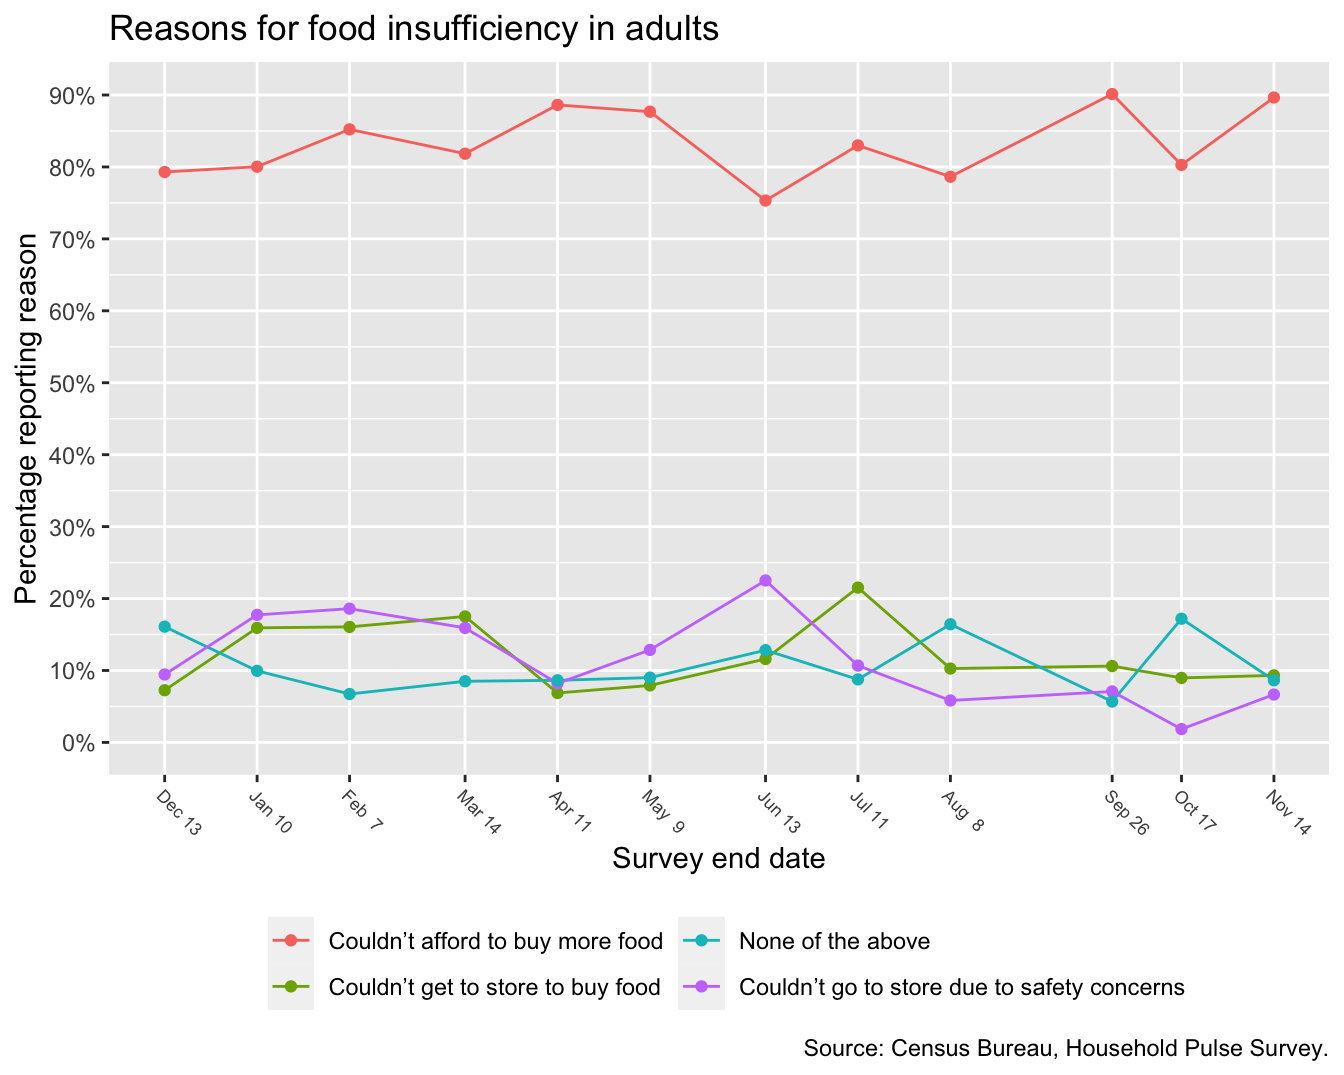 Reasons for food insufficiency in adults
Percentage reporting reason
90%
80%
70%
60%
50%
40%
30%
20%
10%
0%
Dec 13
Jan 10
Feb 7
Mar 14
Apr 11
May 9
Jun 13
Jul 11
Aug 8
Sep 26
Oct 17
Nov 14
Survey end date
Couldn’t afford to buy more food
None of the above
Couldn’t get to store to buy food
Couldn’t go to store due to safety concerns
Source: Census Bureau, Household Pulse Survey.